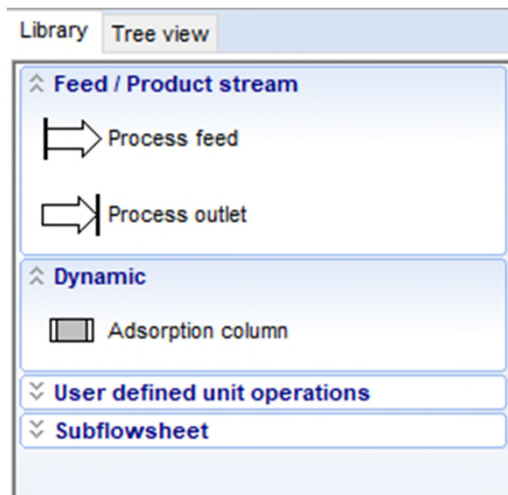 Library Tree view
Feed / Product stream
Process feed
Process outlet
Dynamic
Adsorption column
User defined unit operations
Subflowsheet